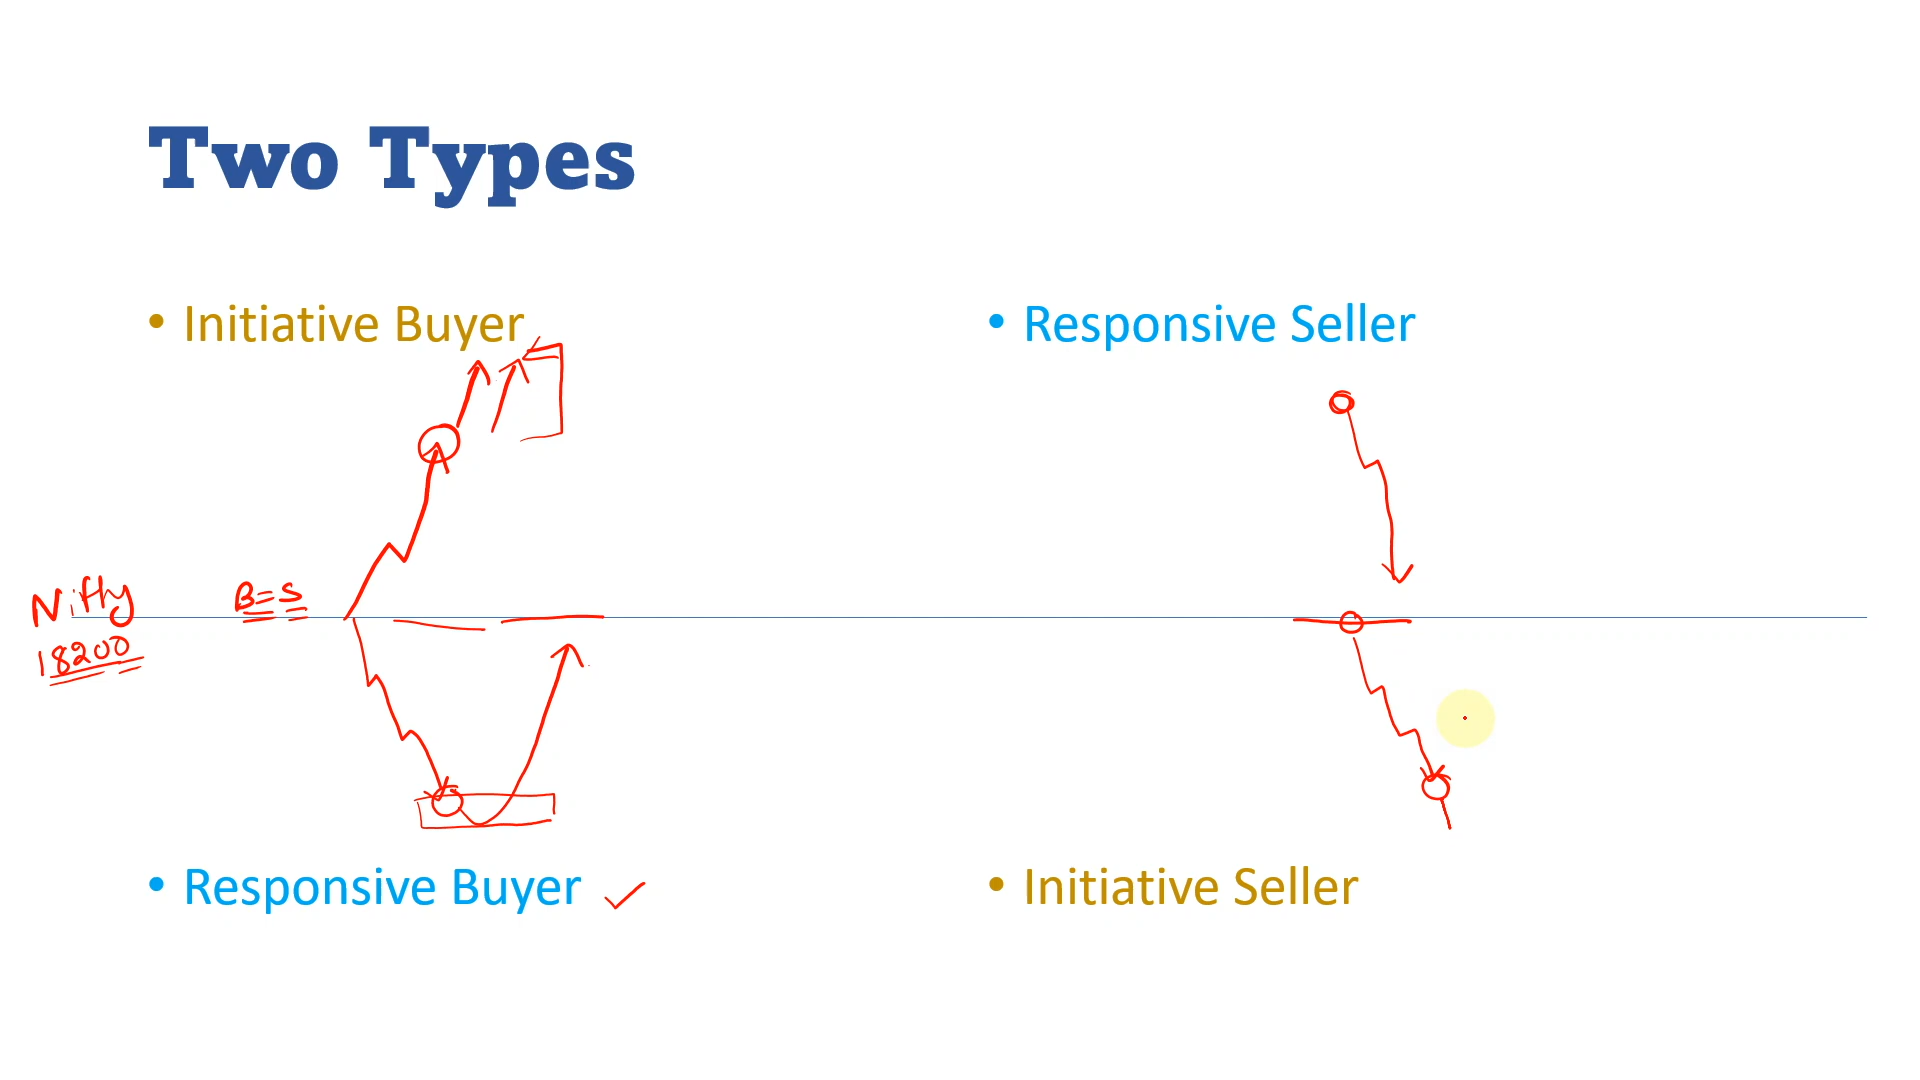 Two Types
• Initiative Buyer
• Responsive Seller
Nifty
B=S
18200
• Responsive Buyer
• Initiative Seller